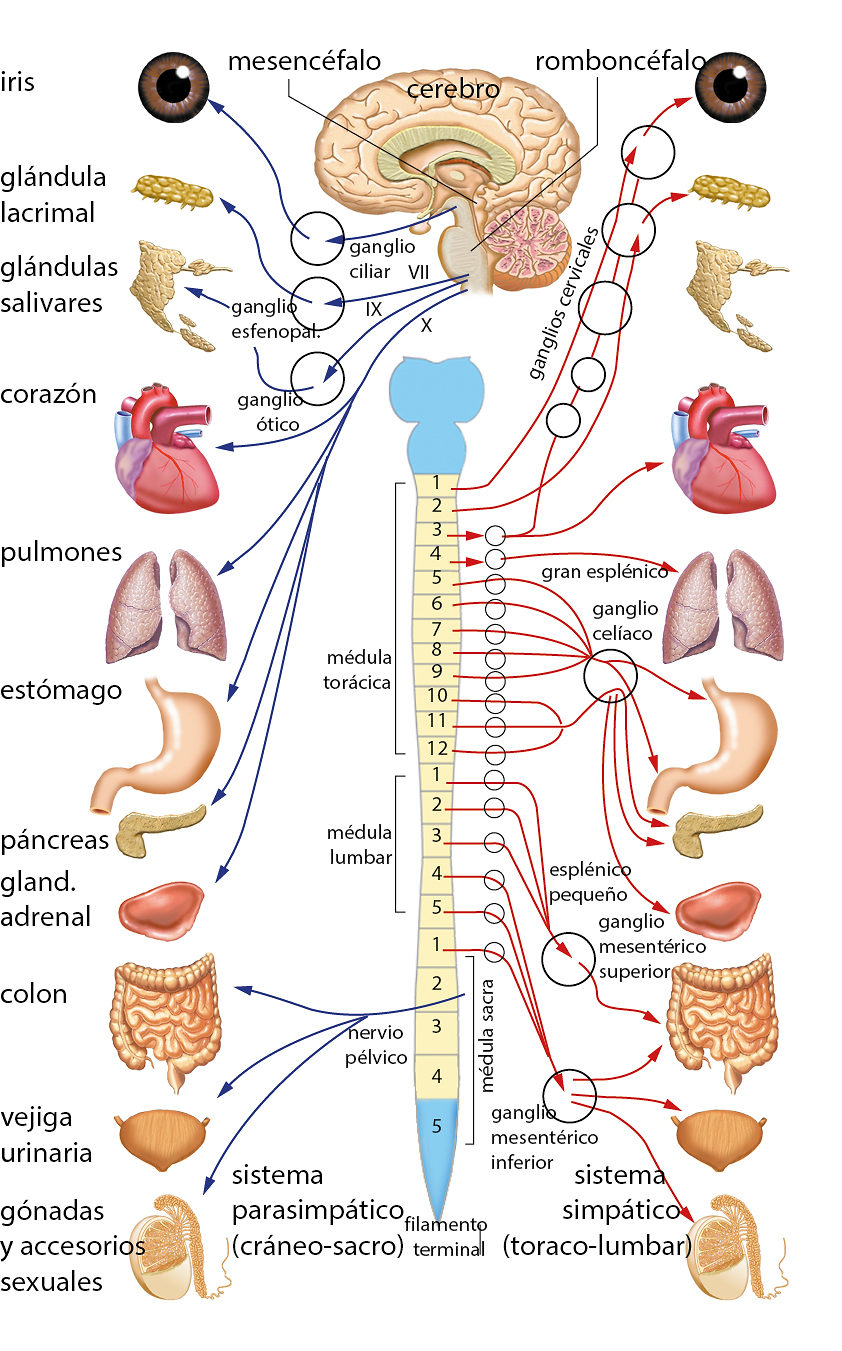 mesencéfalo
romboncéfalo
cerebro
iris
glándula
lacrimal
glándulas
salivares
corazón
pulmones
estómago
páncreas
gland.
adrenal
colon
vejiga
urinaria
gónadas
y accesorios
sexuales
ganglio
ciliar
VII
ganglio
esfenopal.
IX
X
ganglio
ótico
ganglios cervicales
1
2
3
4
5
6
7
8
9
10
11
12
médula
torácica
1
2
3
4
5
médula
lumbar
1
2
3
4
5
médula sacra
gran esplénico
ganglio
celíaco
esplénico
pequeño
ganglio
mesentérico
superior
nervio
pélvico
ganglio
mesentérico
inferior
sistema
parasimpático
(cráneo-sacro)
filamento
terminal
sistema
simpático
(toraco-lumbar)